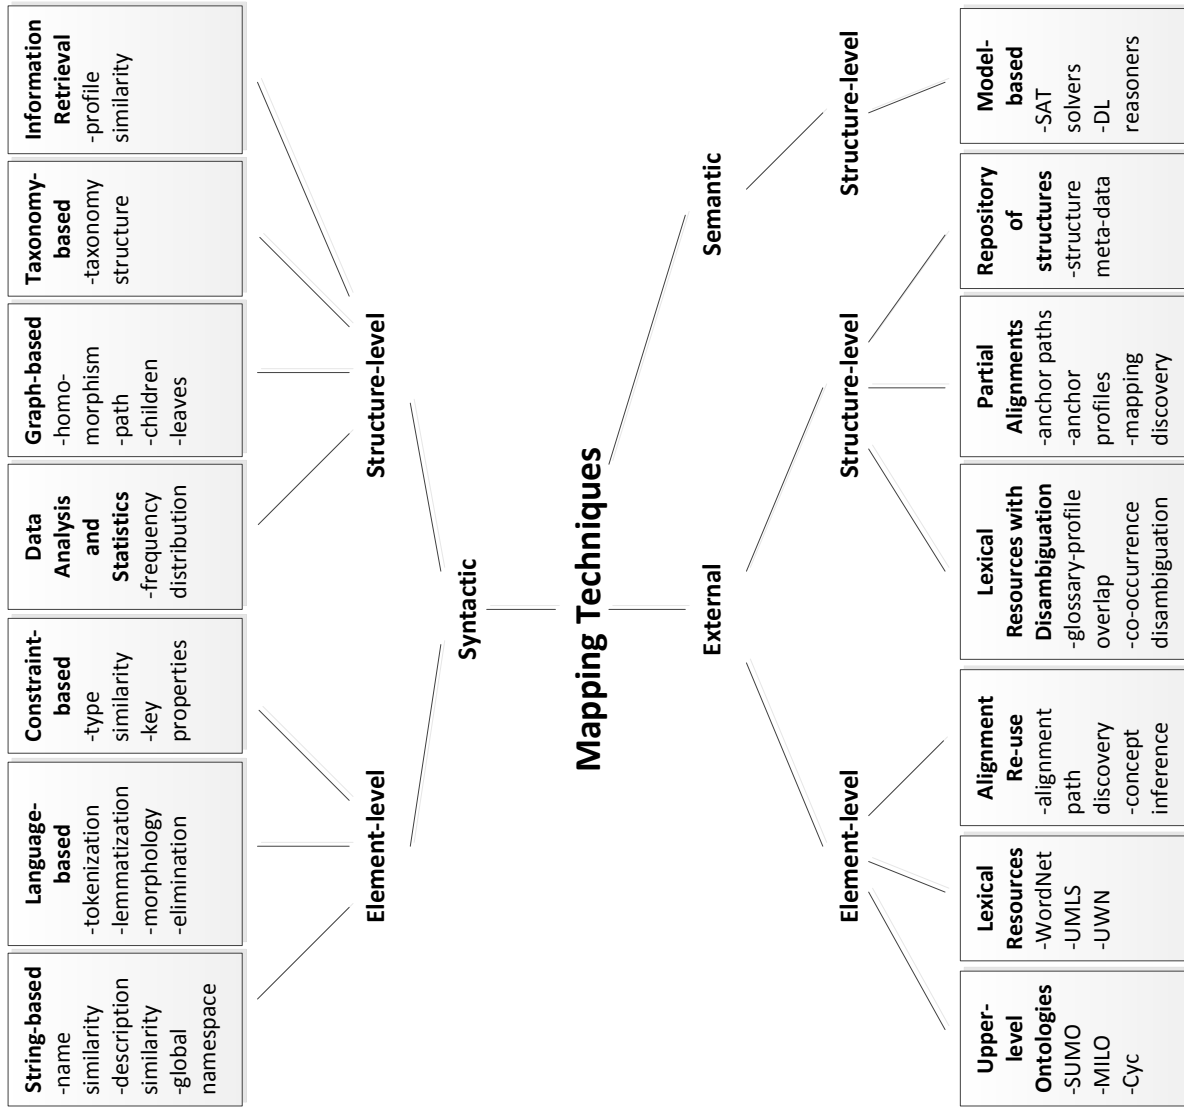 String-based
-name
similarity
-description
similarity
-global
namespace
Language-
based
-tokenization
-lemmatization
-morphology
-elimination
Constraint-
based
-type
similarity
-key
properties
Data
Analysis
and
Statistics
-frequency
distribution
Graph-based
-homo-
morphism
-path
-children
-leaves
Taxonomy-
based
-taxonomy
structure
Information
Retrieval
-profile
similarity
Element-level
Structure-level
Syntactic
Mapping Techniques
External
Semantic
Element-level
Structure-level
Structure-level
Upper-
level
Ontologies
-SUMO
-MILO
-Cyc
Lexical
Resources
-WordNet
-UMLS
-UWN
Alignment
Re-use
-alignment
path
discovery
-concept
inference
Lexical
Resources with
Disambiguation
-glossary-profile
overlap
-co-occurrence
disambiguation
Partial
Alignments
-anchor paths
-anchor
profiles
-mapping
discovery
Repository
of
structures
-structure
meta-data
Model-
based
-SAT
solvers
-DL
reasoners